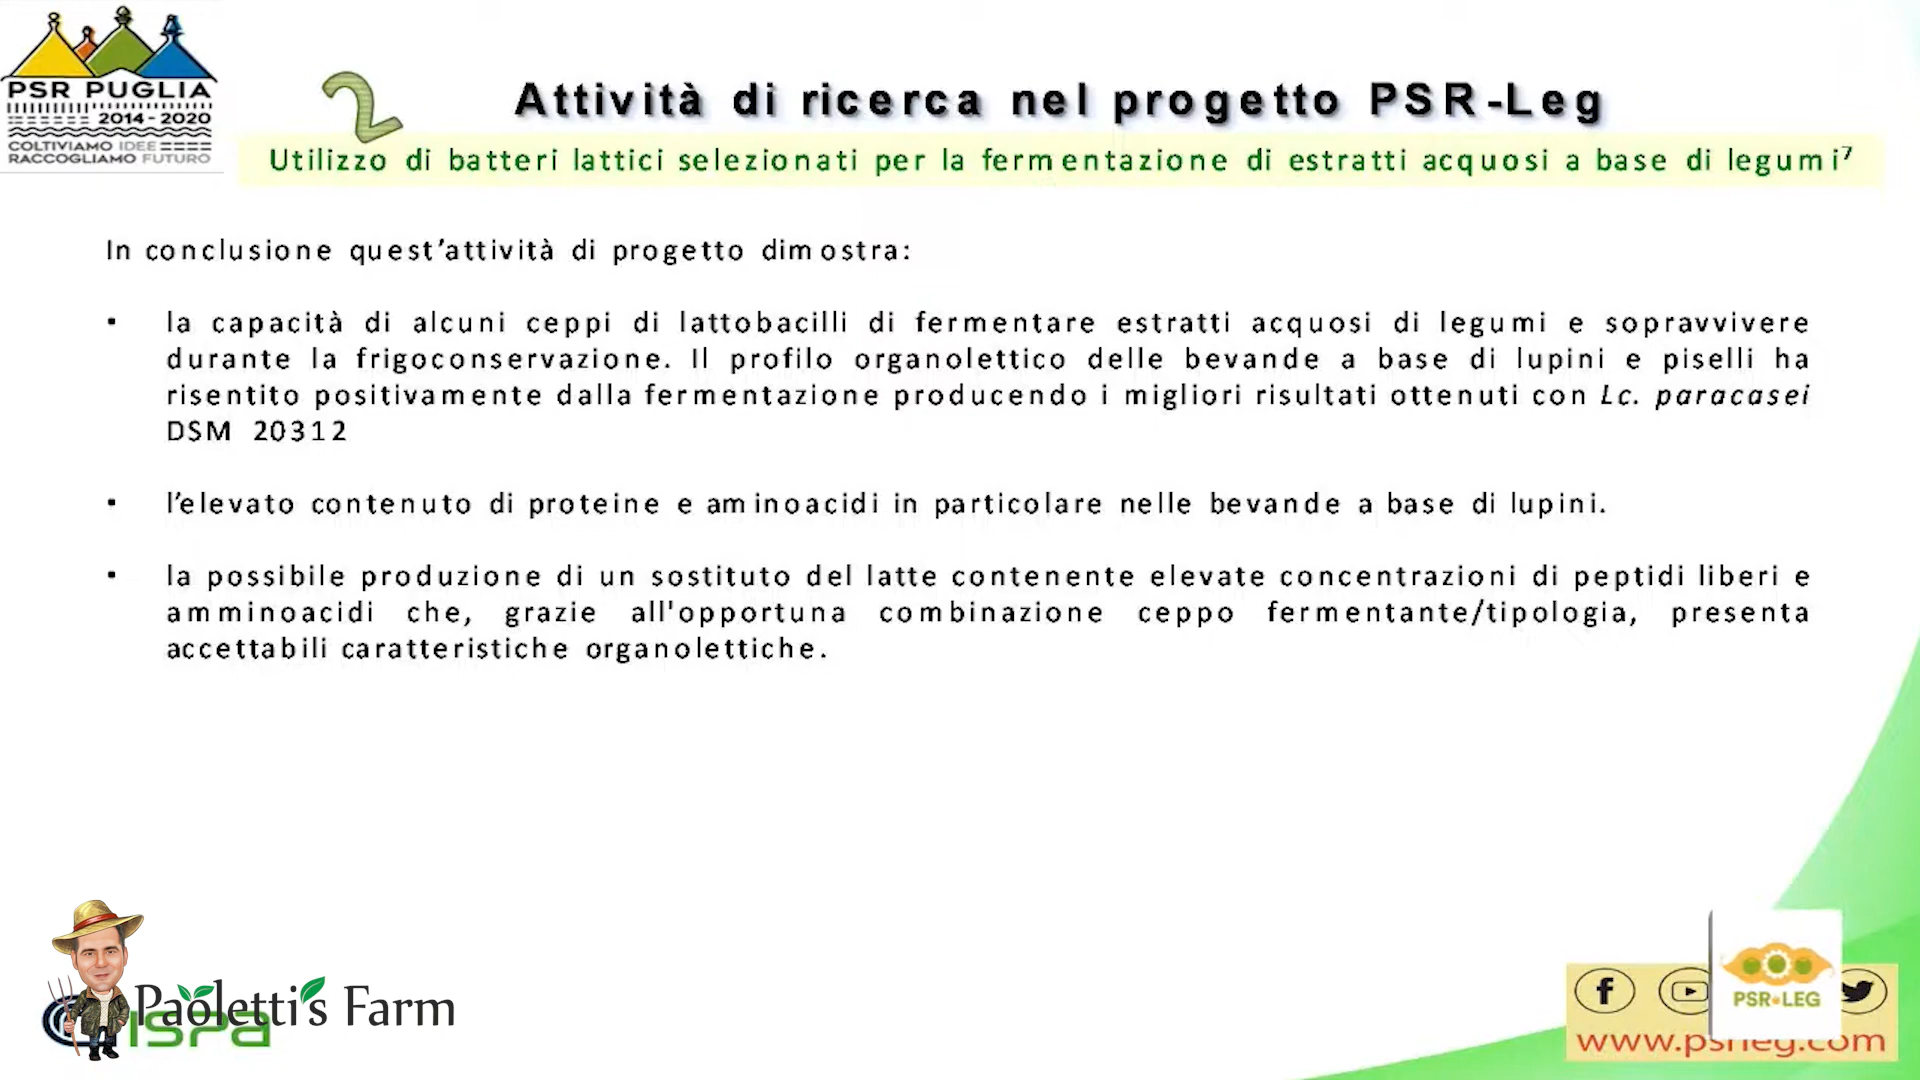 PSR PUGLIA
2014-2020
COLTIVIAMO IDEE
RACCOGLIAMO FUTURO
2
Attività di ricerca nel progetto PSR-Leg
Utilizzo di batteri lattici selezionati per la fermentazione di estratti acquosi a base di legumi⁷
In conclusione quest’attività di progetto dimostra:
▪ la capacità di alcuni ceppi di lattobacilli di fermentare estratti acquosi di legumi e sopravvivere
durante la frigoconservazione. Il profilo organolettico delle bevande a base di lupini e piselli ha
risentito positivamente dalla fermentazione producendo i migliori risultati ottenuti con Lc. paracasei
DSM 20312
▪ l’elevato contenuto di proteine e aminoacidi in particolare nelle bevande a base di lupini.
▪ la possibile produzione di un sostituto del latte contenente elevate concentrazioni di peptidi liberi e
amminoacidi che, grazie all'opportuna combinazione ceppo fermentante/tipologia, presenta
accettabili caratteristiche organolettiche.
Paoletti's Farm
ispa
PSR•LEG
www.psrleg.com